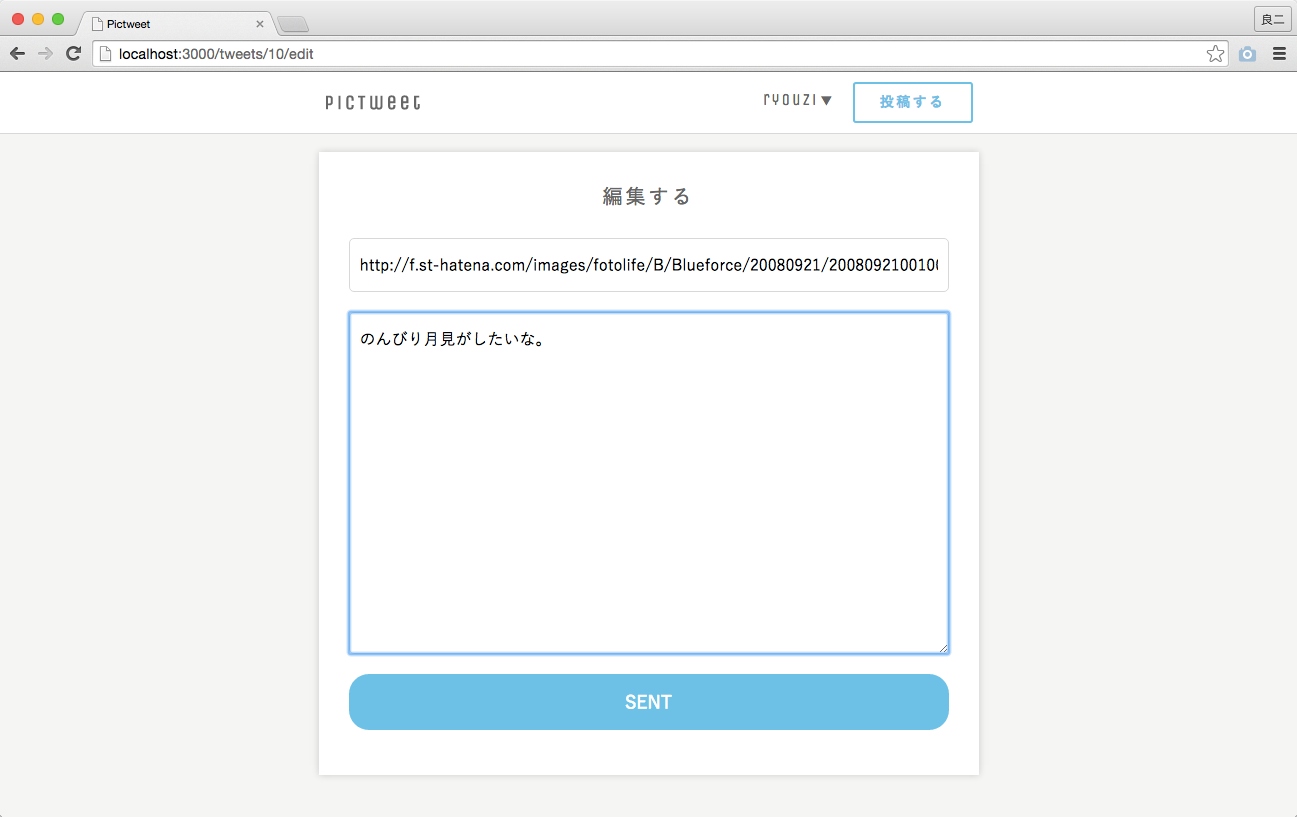 Pictweet
良二
localhost:3000/tweets/10/edit
PICTWEET
RYOUZI▼
投稿する
編集する
http://f.st-hatena.com/images/fotolife/B/Blueforce/20080921/2008092100100
のんびり月見がしたいな。
SENT